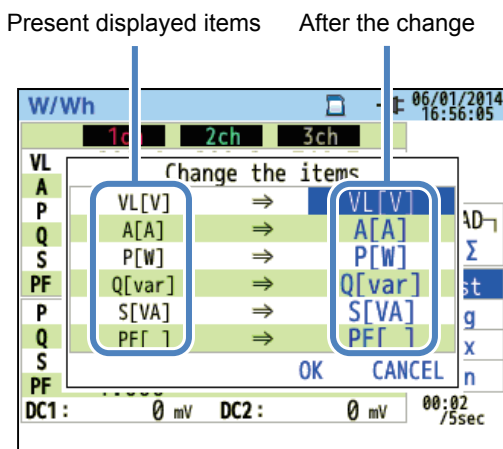 Present displayed items After the change
W/Wh 06/01/2014
16:56:05
1ch 2ch 3ch
Change the items
VL VL[V] ⇒ VL[V]
A A[A] ⇒ A[A]
P P[W] ⇒ P[W] Σ
Q Q[var] ⇒ Q[var]
S S[VA] ⇒ S[VA]
PF PF[ ] ⇒ PF[ ]
P
Q
S
PF
OK CANCEL
DC1: 0 mV DC2: 0 mV 00:02
/5sec